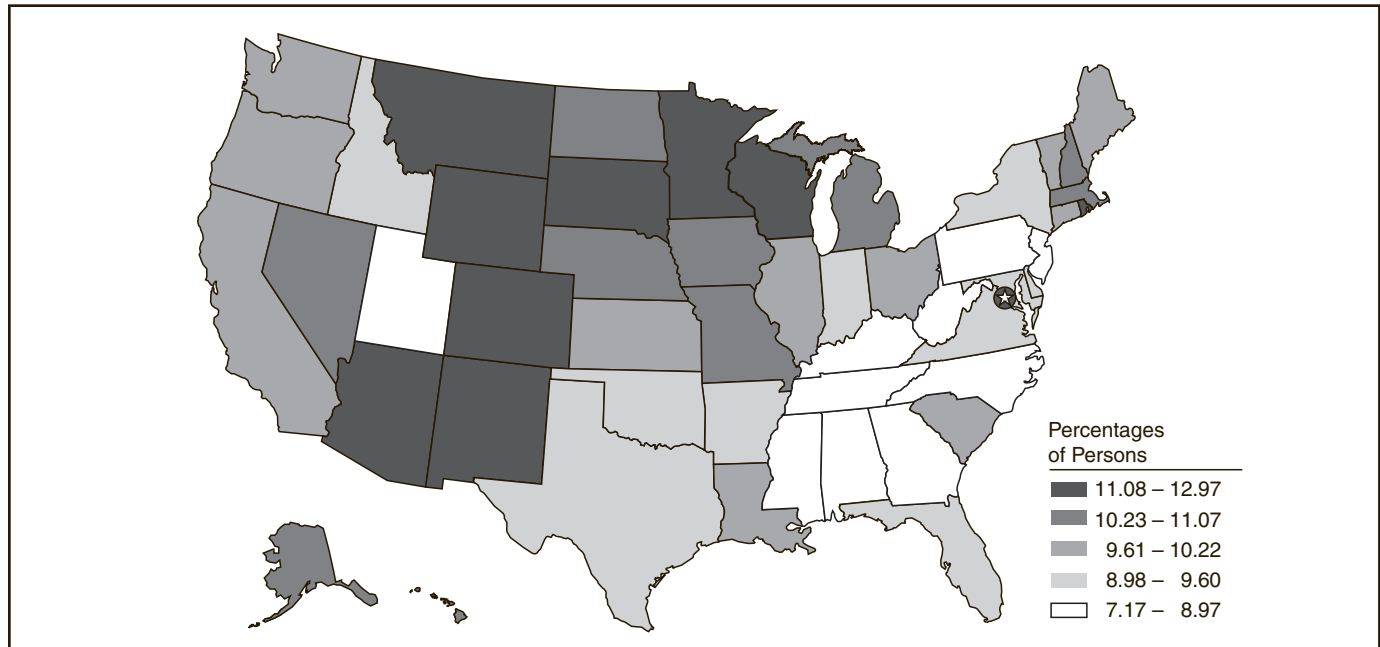 Percentages
of Persons
11.08 – 12.97
10.23 – 11.07
9.61 – 10.22
8.98 – 9.60
7.17 – 8.97